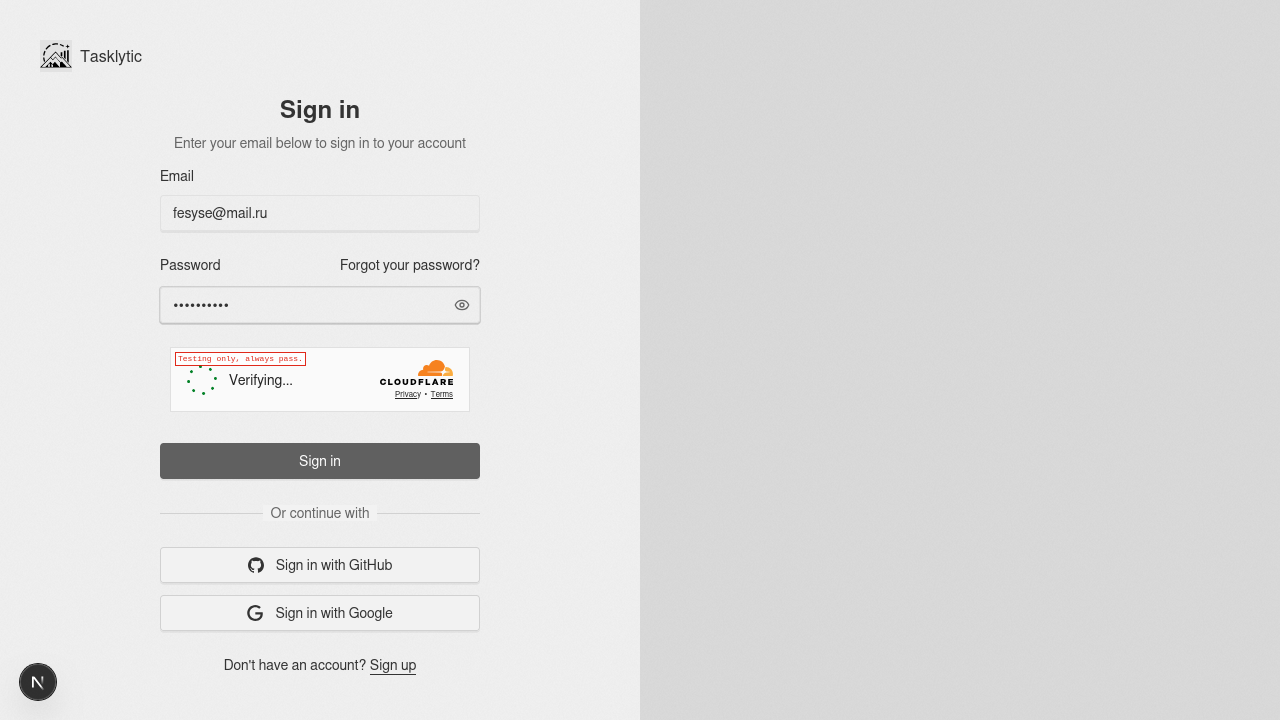 Tasklytic
Sign in
Enter your email below to sign in to your account
Email
fesyse@mail.ru
Password Forgot your password?
••••••••••
Testing only, always pass.
Verifying...
CLOUDFLARE
Privacy • Terms
Sign in
Or continue with
Sign in with GitHub
Sign in with Google
Don't have an account? Sign up
N